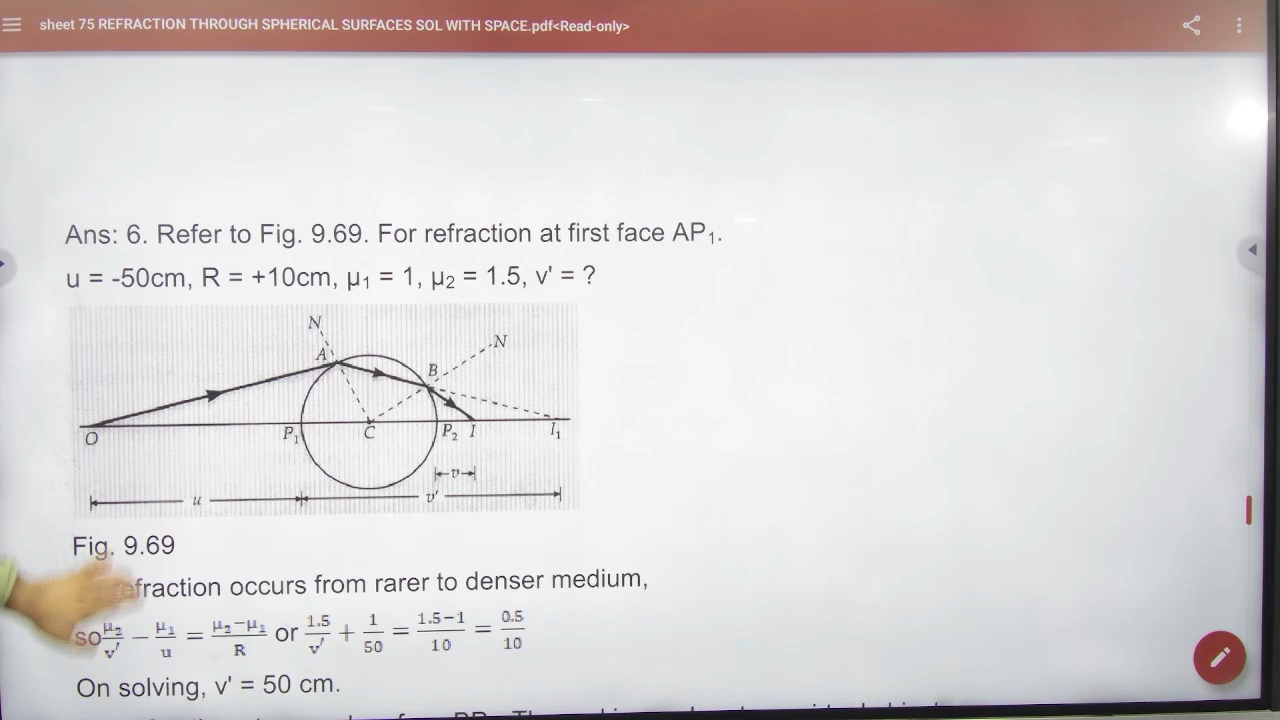 sheet 75 REFRACTION THROUGH SPHERICAL SURFACES SOL WITH SPACE.pdf<Read-only>
Ans: 6. Refer to Fig. 9.69. For refraction at first face AP₁.
u = -50cm, R = +10cm, μ₁ = 1, μ₂ = 1.5, v' = ?
N
A
B
N
O
P₁
C
P₂
I
I₁
v
u
v'
Fig. 9.69
efraction occurs from rarer to denser medium,
so μ₂/v' − μ₁/u = μ₂−μ₁/R or 1.5/v' + 1/50 = 1.5−1/10 = 0.5/10
On solving, v' = 50 cm.